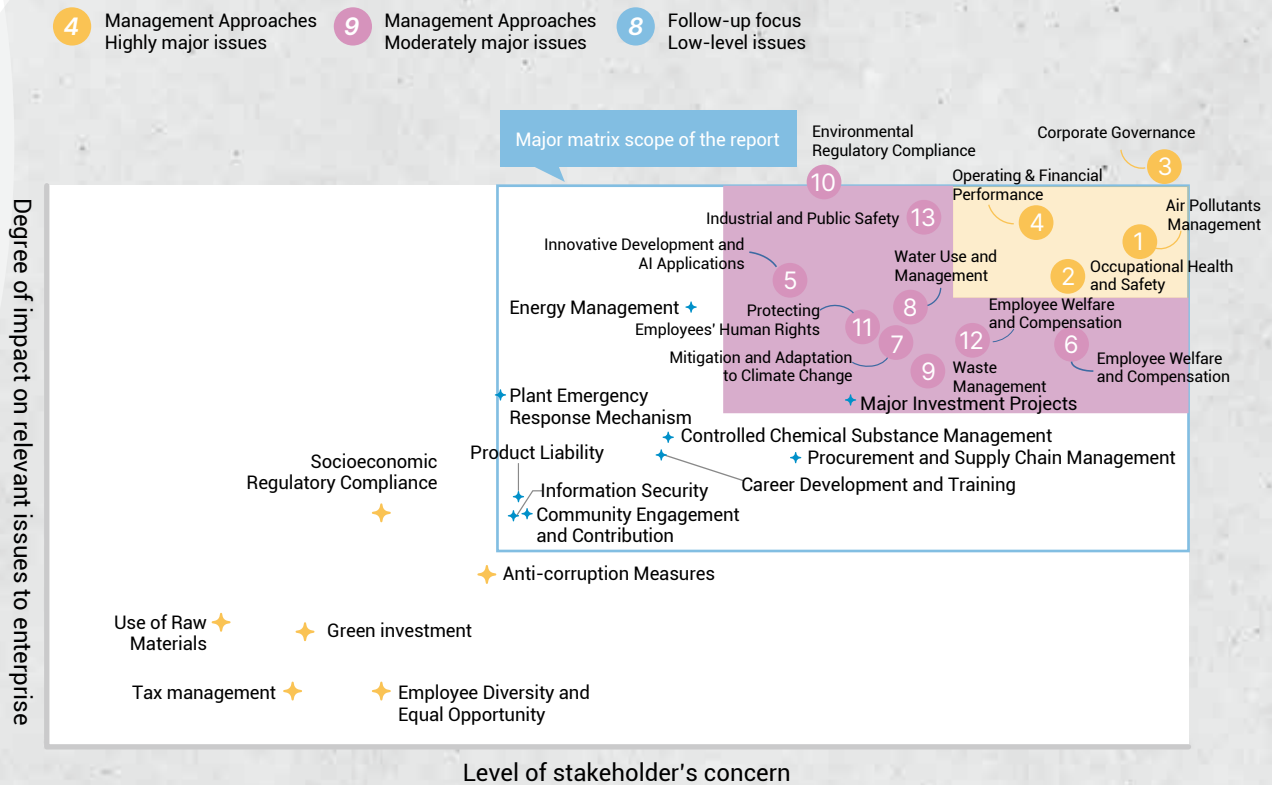 4
Management Approaches
Highly major issues
9
Management Approaches
Moderately major issues
8
Follow-up focus
Low-level issues
Major matrix scope of the report
Environmental
Regulatory Compliance
10
Corporate Governance
3
Operating & Financial
Performance
4
Air Pollutants
Management
1
Industrial and Public Safety
13
Innovative Development and
AI Applications
5
Water Use and
Management
8
Occupational Health
and Safety
2
Energy Management
Protecting
Employees' Human Rights
11
Employee Welfare
and Compensation
12
Mitigation and Adaptation
to Climate Change
7
9
Waste
Management
6
Employee Welfare
and Compensation
Plant Emergency
Response Mechanism
Major Investment Projects
Controlled Chemical Substance Management
Product Liability
Procurement and Supply Chain Management
Socioeconomic
Regulatory Compliance
Information Security
Career Development and Training
Community Engagement
and Contribution
Anti-corruption Measures
Use of Raw
Materials
Green investment
Tax management
Employee Diversity and
Equal Opportunity
Degree of impact on relevant issues to enterprise
Level of stakeholder's concern